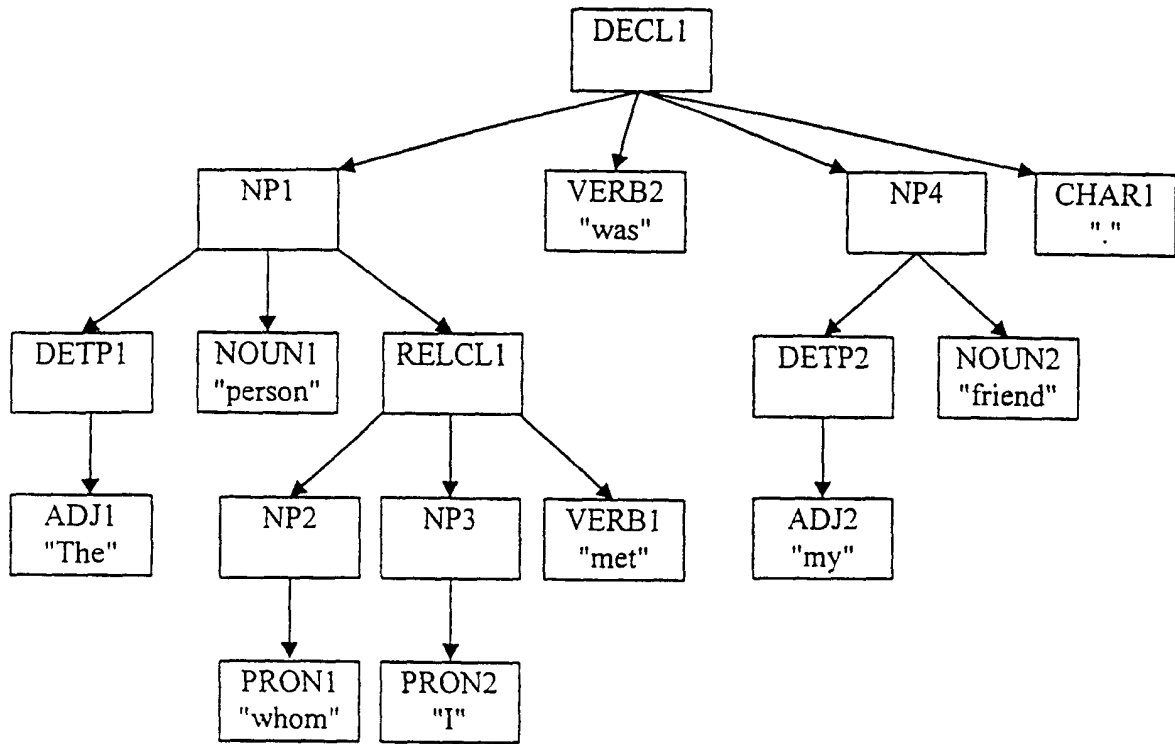 DECL1
NP1
VERB2
"was"
NP4
CHAR1
"."
DETP1
NOUN1
"person"
RELCL1
DETP2
NOUN2
"friend"
ADJ1
"The"
NP2
NP3
VERB1
"met"
ADJ2
"my"
PRON1
"whom"
PRON2
"I"